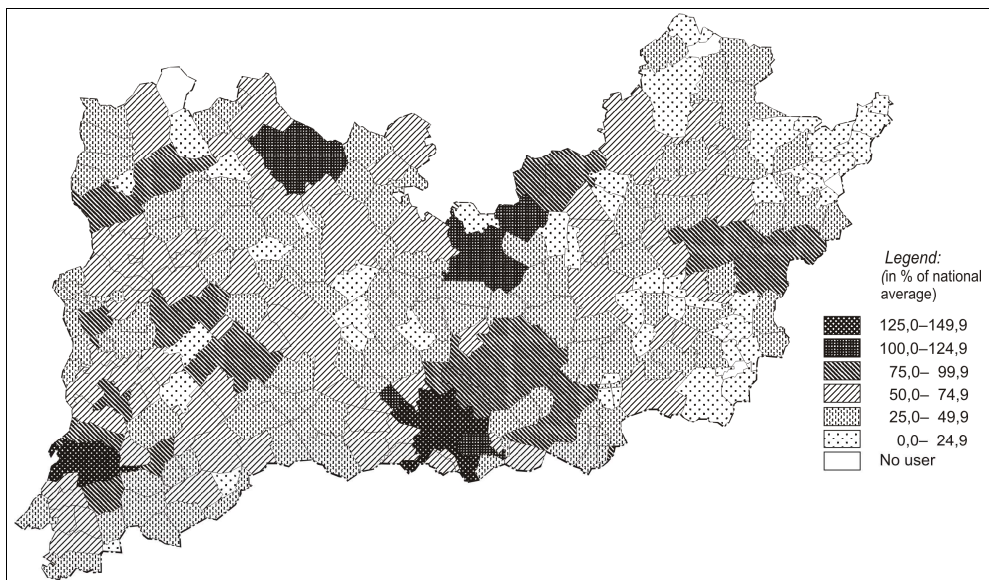 Legend:
(in % of national
average)
125,0–149,9
100,0–124,9
75,0– 99,9
50,0– 74,9
25,0– 49,9
0,0– 24,9
No user